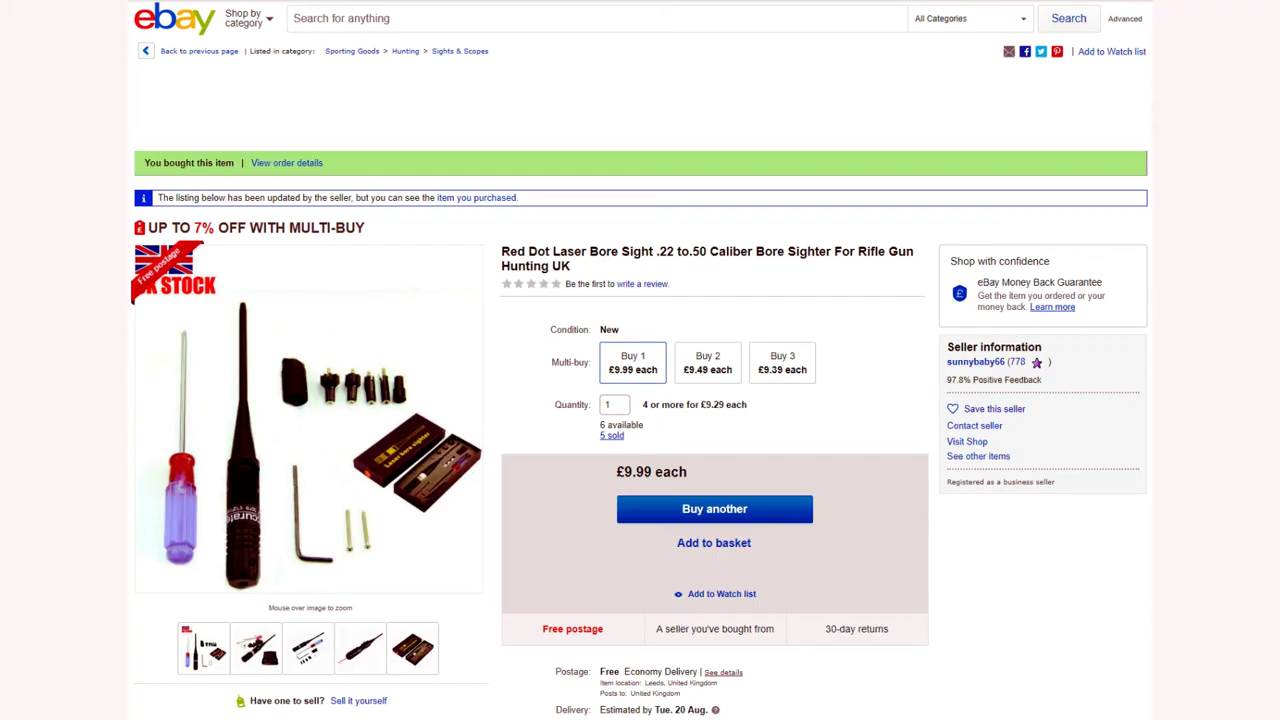 ebay
Shop by
category
Search for anything
All Categories
Search
Advanced
Back to previous page | Listed in category: Sporting Goods > Hunting > Sights & Scopes
| Add to Watch list
You bought this item | View order details
i The listing below has been updated by the seller, but you can see the item you purchased.
UP TO 7% OFF WITH MULTI-BUY
Free postage
STOCK
Laser bore sighter
Mouse over image to zoom
Have one to sell? Sell it yourself
Red Dot Laser Bore Sight .22 to.50 Caliber Bore Sighter For Rifle Gun
Hunting UK
Be the first to write a review.
Condition: New
Multi-buy:
Buy 1
£9.99 each
Buy 2
£9.49 each
Buy 3
£9.39 each
Quantity: 1 4 or more for £9.29 each
6 available
5 sold
£9.99 each
Buy another
Add to basket
Add to Watch list
Free postage
A seller you've bought from
30-day returns
Postage: Free Economy Delivery | See details
Item location: Leeds, United Kingdom
Posts to: United Kingdom
Delivery: Estimated by Tue. 20 Aug. ?
Shop with confidence
£
eBay Money Back Guarantee
Get the item you ordered or your
money back. Learn more
Seller information
sunnybaby66 (778 )
97.8% Positive Feedback
Save this seller
Contact seller
Visit Shop
See other items
Registered as a business seller